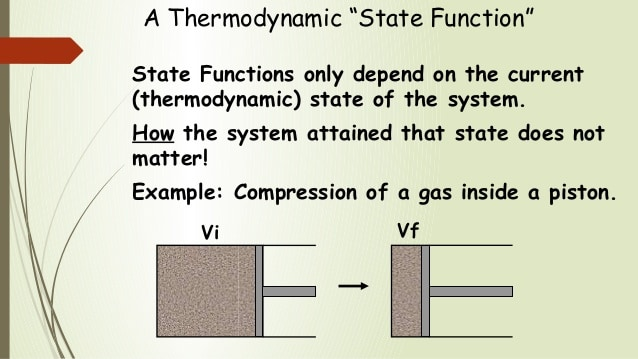 A Thermodynamic “State Function”
State Functions only depend on the current
(thermodynamic) state of the system.
How the system attained that state does not
matter!
Example: Compression of a gas inside a piston.
Vi
Vf